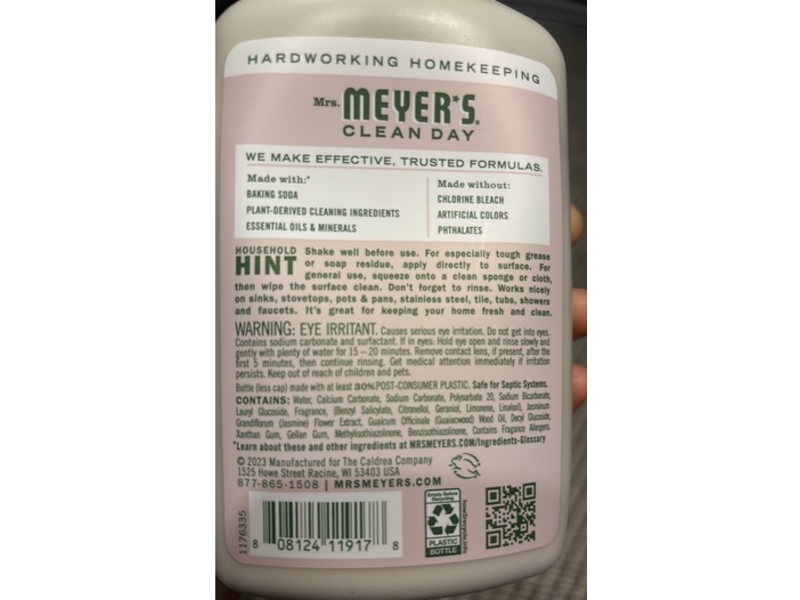 HARDWORKING HOMEKEEPING
Mrs. MEYER'S®
CLEAN DAY
WE MAKE EFFECTIVE, TRUSTED FORMULAS.
Made with:*
BAKING SODA
PLANT-DERIVED CLEANING INGREDIENTS
ESSENTIAL OILS & MINERALS
Made without:
CHLORINE BLEACH
ARTIFICIAL COLORS
PHTHALATES
HOUSEHOLD
HINT
Shake well before use. For especially tough grease
or soap residue, apply directly to surface. For
general use, squeeze onto a clean sponge or cloth,
then wipe the surface clean. Don't forget to rinse. Works nicely
on sinks, stovetops, pots & pans, stainless steel, tile, tubs, showers
and faucets. It's great for keeping your home fresh and clean.
WARNING: EYE IRRITANT. Causes serious eye irritation. Do not get into eyes.
Contains sodium carbonate and surfactant. If in eyes: Hold eye open and rinse slowly and
gently with plenty of water for 15 – 20 minutes. Remove contact lens, if present, after the
first 5 minutes, then continue rinsing. Get medical attention immediately if irritation
persists. Keep out of reach of children and pets.
Bottle (less cap) made with at least 30% POST-CONSUMER PLASTIC. Safe for Septic Systems.
CONTAINS: Water, Calcium Carbonate, Sodium Carbonate, Polysorbate 20, Sodium Bicarbonate,
Lauryl Glucoside, Fragrance, (Benzyl Salicylate, Citronellol, Geraniol, Limonene, Linalool), Jasminum
Grandiflorum (Jasmine) Flower Extract, Guaicum Officinale (Guaiacwood) Wood Oil, Decyl Glucoside,
Xanthan Gum, Gellan Gum, Methylisothiazolinone, Benzisothiazolinone, Contains Fragrance Allergens.
*Learn about these and other ingredients at MRSMEYERS.COM/Ingredients-Glossary
© 2023 Manufactured for The Caldrea Company
1525 Howe Street Racine, WI 53403 USA
877-865-1508 | MRSMEYERS.COM
1176335
8 08124 11917 8
Empty Before
Recycling
PLASTIC
BOTTLE
how2recycle.info